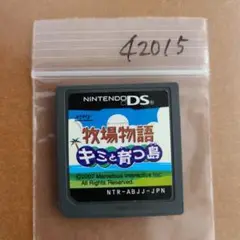 42015
NINTENDO DS
牧場物語
キミと育つ島
©2007 Marvelous Interactive Inc.
All Rights Reserved.
NTR-ABJJ-JPN